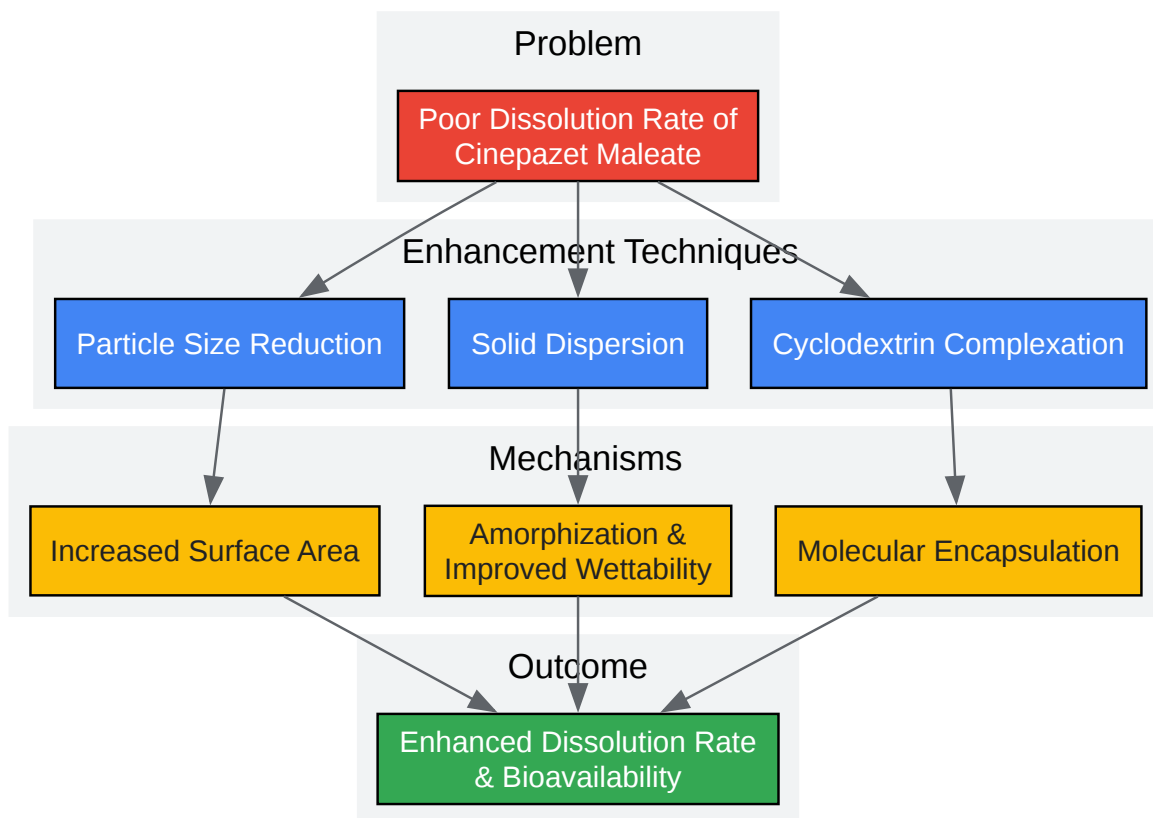 Problem
Poor Dissolution Rate of
Cinepazet Maleate
Enhancement Techniques
Particle Size Reduction
Solid Dispersion
Cyclodextrin Complexation
Mechanisms
Increased Surface Area
Amorphization &
Improved Wettability
Molecular Encapsulation
Outcome
Enhanced Dissolution Rate
& Bioavailability